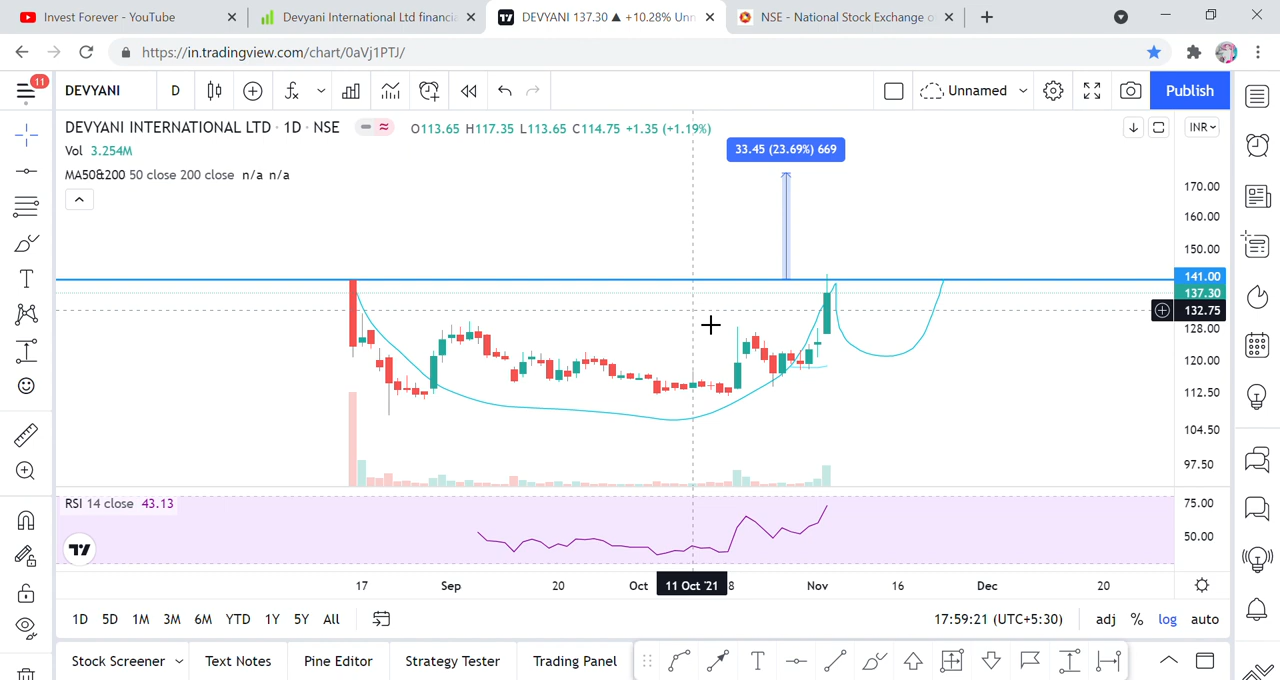 Invest Forever - YouTube
Devyani International Ltd financia
DEVYANI 137.30 ▲ +10.28% Unn
NSE - National Stock Exchange o
https://in.tradingview.com/chart/0aVj1PTJ/
11
DEVYANI
D
Unnamed
Publish
DEVYANI INTERNATIONAL LTD · 1D · NSE
O113.65 H117.35 L113.65 C114.75 +1.35 (+1.19%)
INR
Vol 3.254M
33.45 (23.69%) 669
MA50&200 50 close 200 close n/a n/a
170.00
160.00
150.00
141.00
137.30
132.75
128.00
120.00
112.50
104.50
97.50
RSI 14 close 43.13
75.00
50.00
17
Sep
20
Oct
11 Oct '21
8
Nov
16
Dec
20
1D 5D 1M 3M 6M YTD 1Y 5Y All
17:59:21 (UTC+5:30)
adj % log auto
Stock Screener
Text Notes
Pine Editor
Strategy Tester
Trading Panel